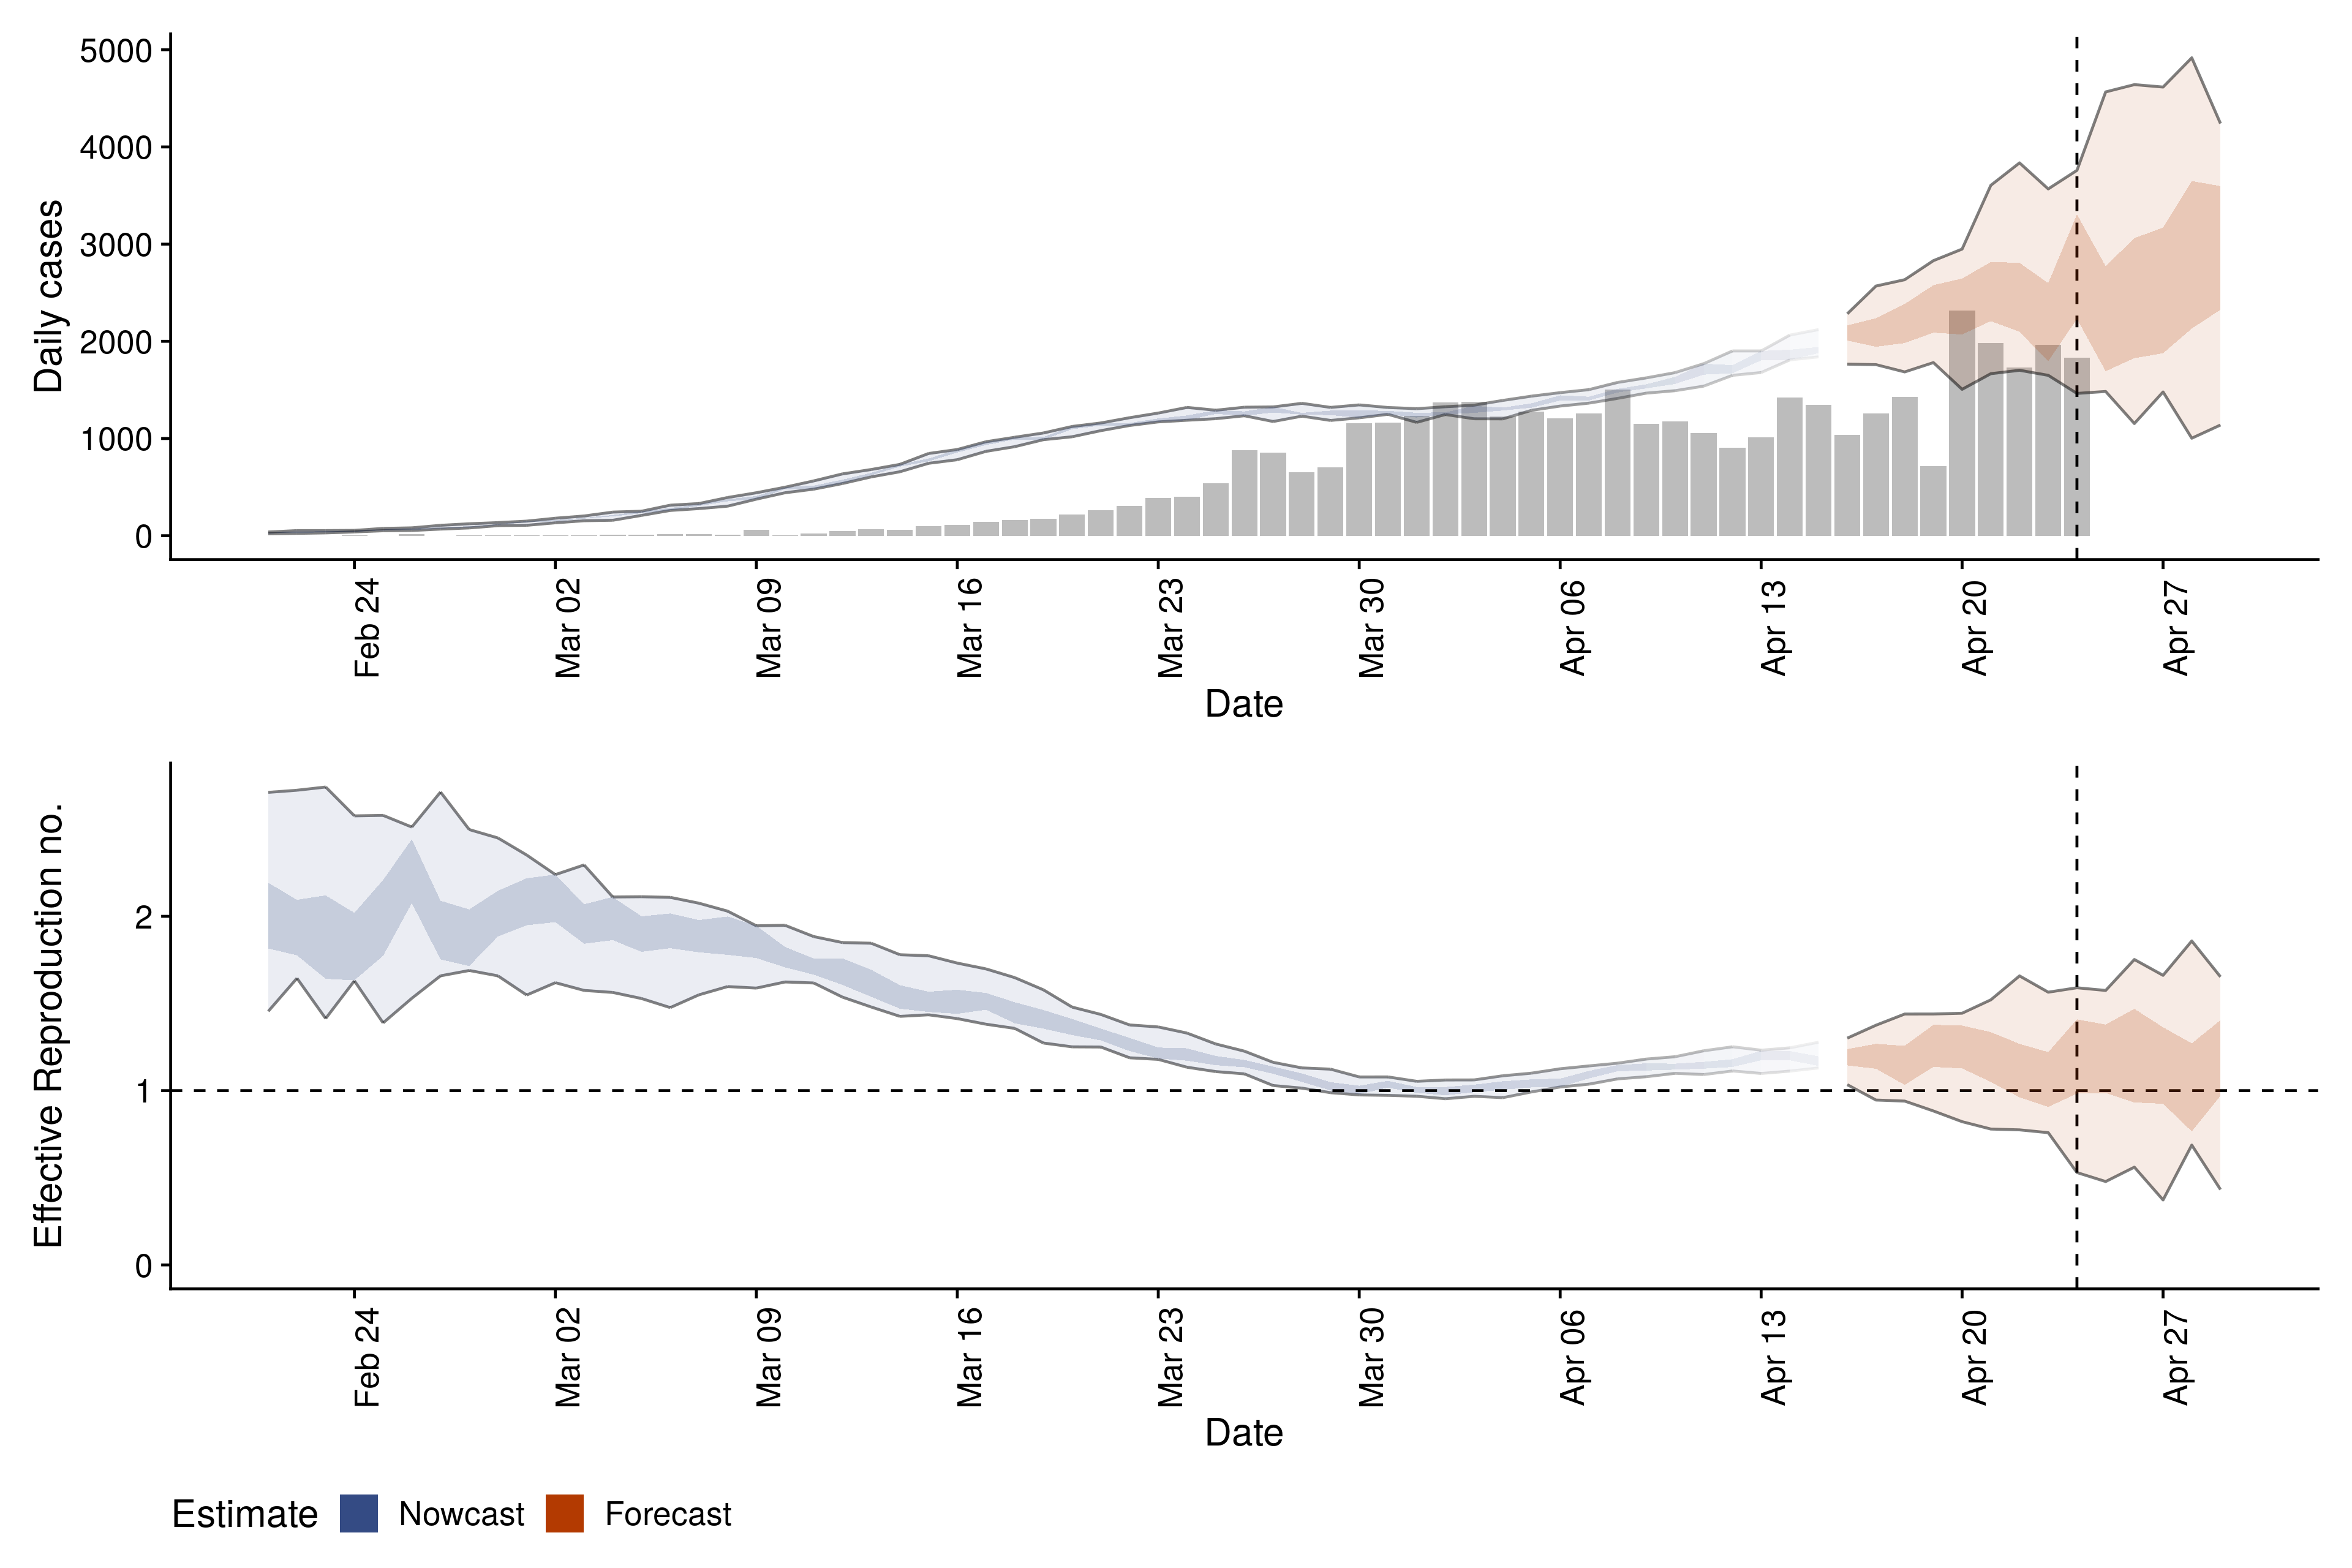 Daily cases
5000
4000
3000
2000
1000
0
Feb 24
Mar 02
Mar 09
Mar 16
Mar 23
Mar 30
Apr 06
Apr 13
Apr 20
Apr 27
Date
Effective Reproduction no.
2
1
0
Feb 24
Mar 02
Mar 09
Mar 16
Mar 23
Mar 30
Apr 06
Apr 13
Apr 20
Apr 27
Date
Estimate Nowcast Forecast